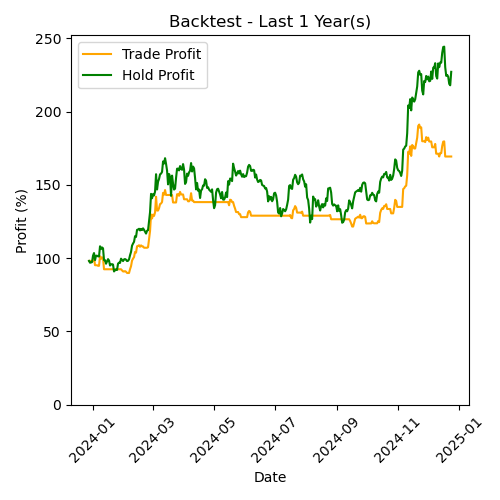 Backtest - Last 1 Year(s)
Trade Profit
Hold Profit
Profit (%)
250
200
150
100
50
0
2024-01
2024-03
2024-05
2024-07
2024-09
2024-11
2025-01
Date